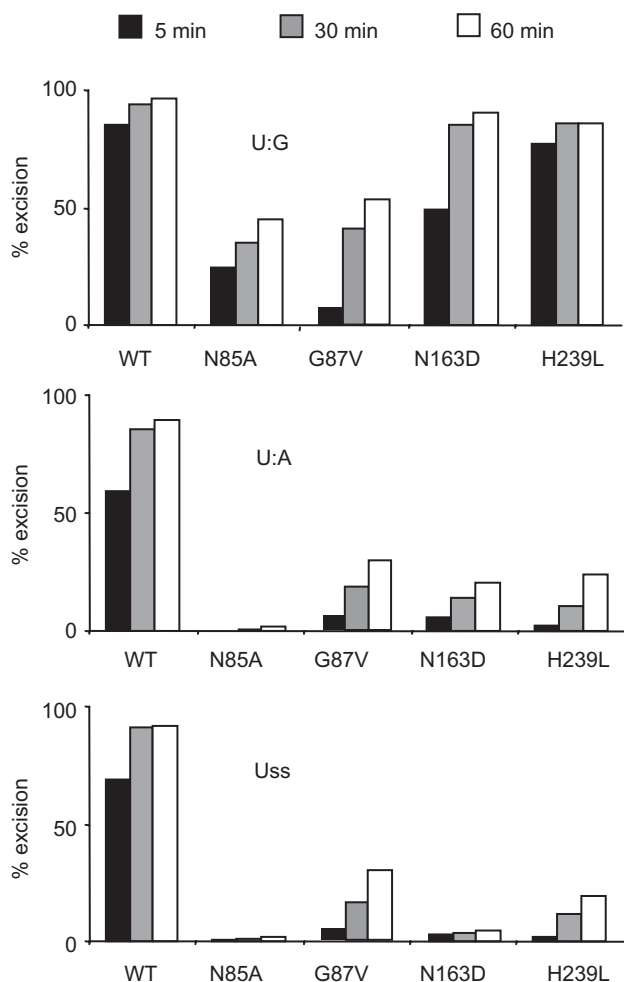 5 min 30 min 60 min
100
U:G
% excision
50
0
WT N85A G87V N163D H239L
100
U:A
% excision
50
0
WT N85A G87V N163D H239L
100
Uss
% excision
50
0
WT N85A G87V N163D H239L